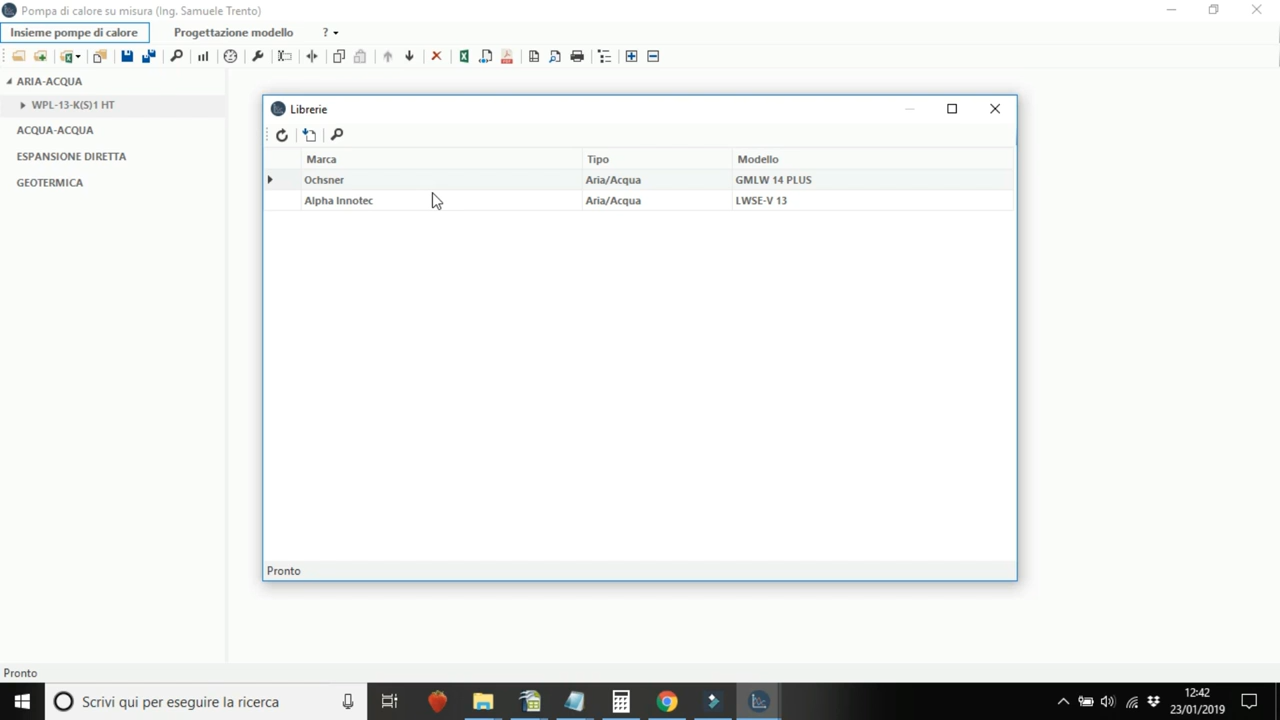 Pompa di calore su misura (Ing. Samuele Trento)
Insieme pompe di calore Progettazione modello ?
ARIA-ACQUA
WPL-13-K(S)1 HT
ACQUA-ACQUA
ESPANSIONE DIRETTA
GEOTERMICA
Librerie
Marca Tipo Modello
Ochsner Aria/Acqua GMLW 14 PLUS
Alpha Innotec Aria/Acqua LWSE-V 13
Pronto
Pronto
Scrivi qui per eseguire la ricerca
12:42
23/01/2019